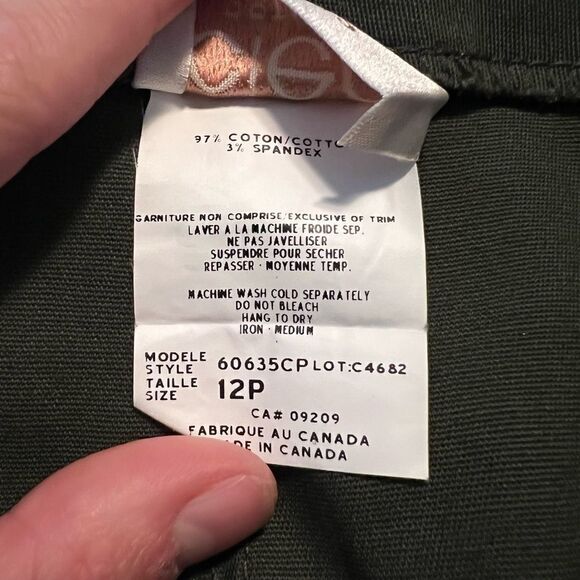 97% COTON/COTTO
3% SPANDEX
GARNITURE NON COMPRISE/EXCLUSIVE OF TRIM
LAVER A LA MACHINE FROIDE SEP.
NE PAS JAVELLISER
SUSPENDRE POUR SECHER
REPASSER - MOYENNE TEMP.
MACHINE WASH COLD SEPARATELY
DO NOT BLEACH
HANG TO DRY
IRON - MEDIUM
MODELE
STYLE 60635CP LOT:C4682
TAILLE
SIZE 12P
CA# 09209
FABRIQUE AU CANADA
DE IN CANADA